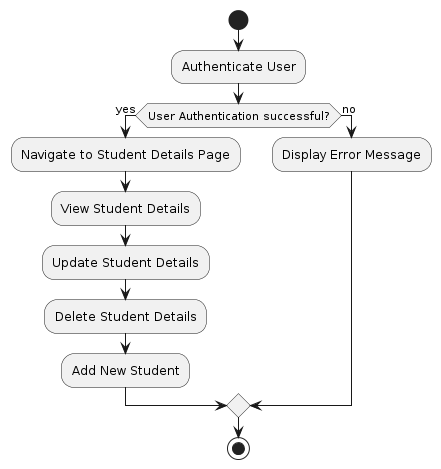 Authenticate User
User Authentication successful?
yes
no
Navigate to Student Details Page
Display Error Message
View Student Details
Update Student Details
Delete Student Details
Add New Student